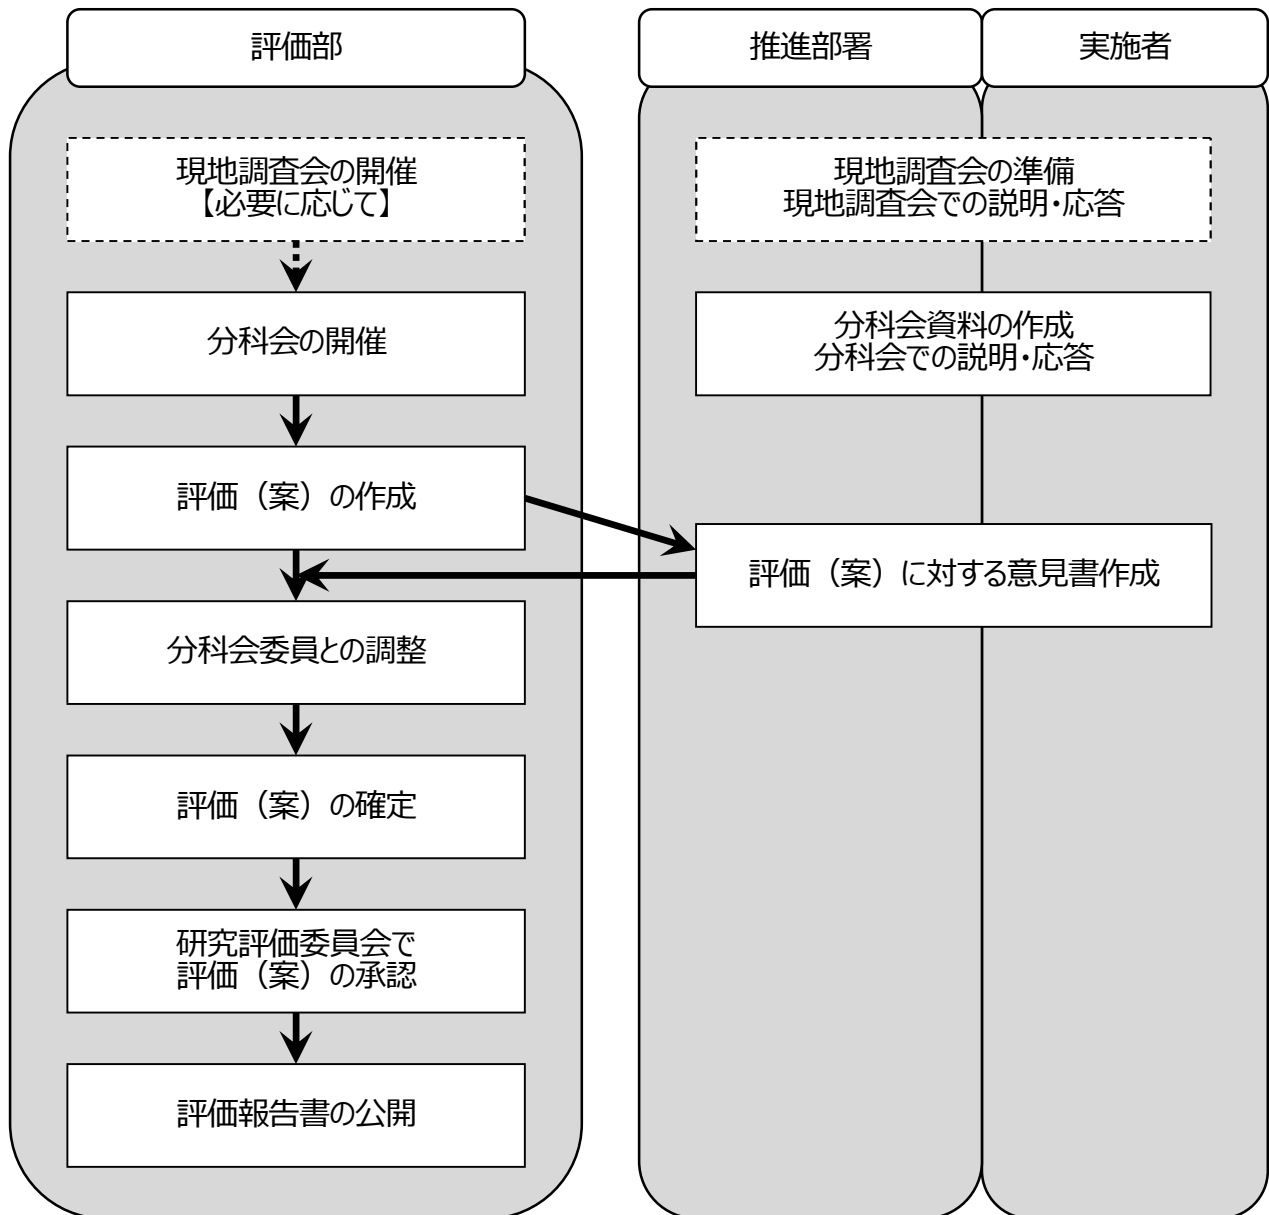 評価部
推進部署
実施者
現地調査会の開催
【必要に応じて】
現地調査会の準備
現地調査会での説明・応答
分科会の開催
分科会資料の作成
分科会での説明・応答
評価（案）の作成
評価（案）に対する意見書作成
分科会委員との調整
評価（案）の確定
研究評価委員会で
評価（案）の承認
評価報告書の公開